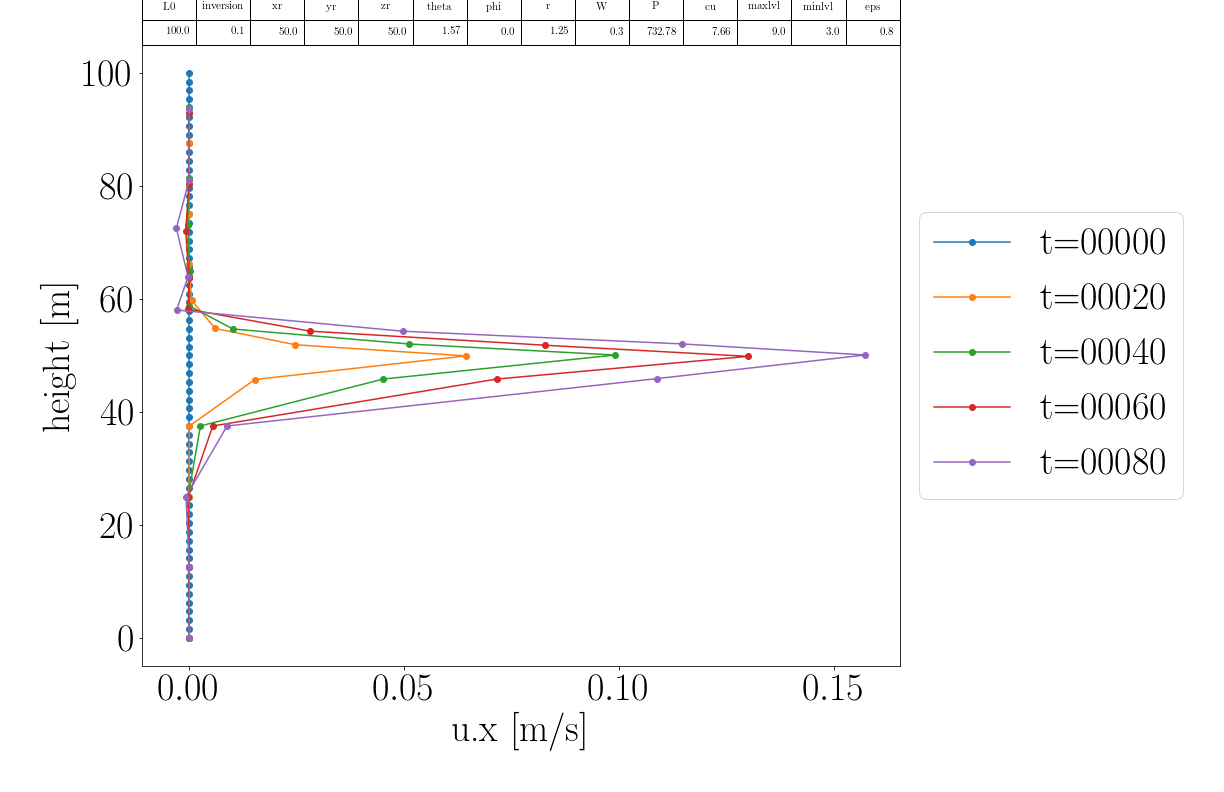 L0 inversion xr yr zr theta phi r W P cu maxlvl minlvl eps
100.0 0.1 50.0 50.0 50.0 1.57 0.0 1.25 0.3 732.78 7.66 9.0 3.0 0.8
100
80
60
40
20
0
height [m]
0.00 0.05 0.10 0.15
u.x [m/s]
t=00000
t=00020
t=00040
t=00060
t=00080